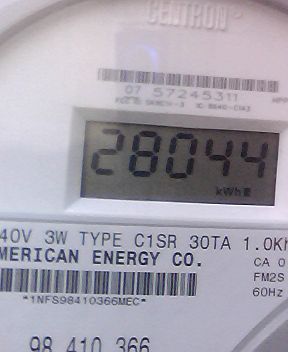 CENTRON®
07 57245311
28044
kWh
40V 3W TYPE C1SR 30TA 1.0Kh
MERICAN ENERGY CO.
CA 0
FM2S
60Hz
*1NFS98410366MEC*
98 410 366